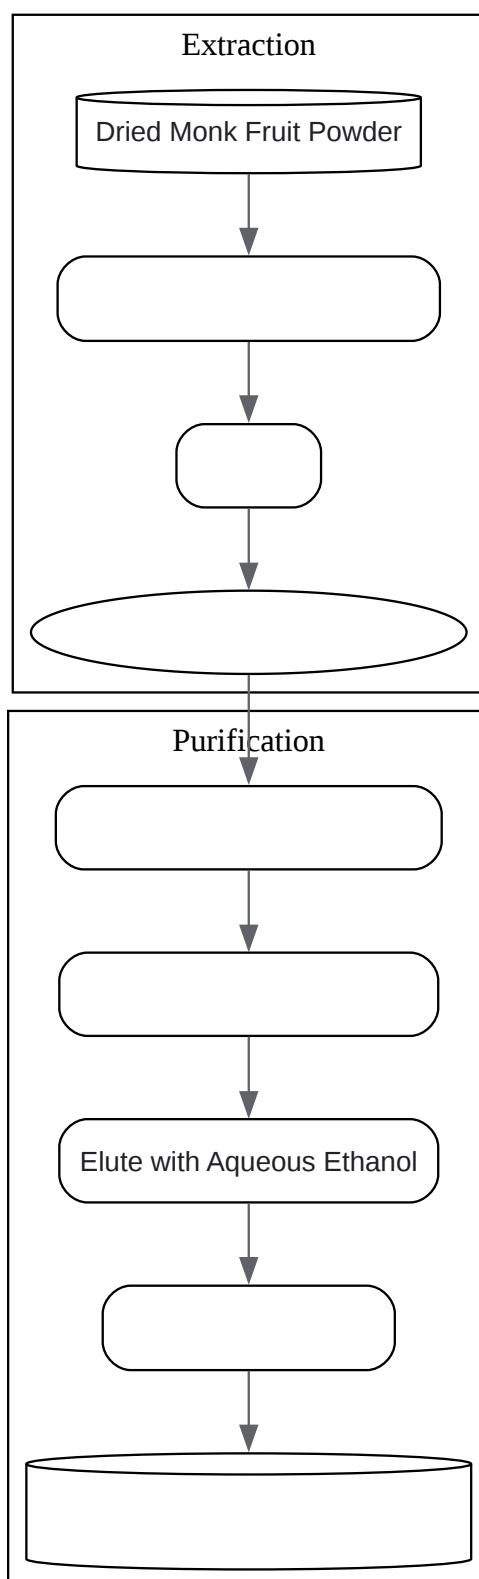 Extraction
Dried Monk Fruit Powder
Purification
Elute with Aqueous Ethanol